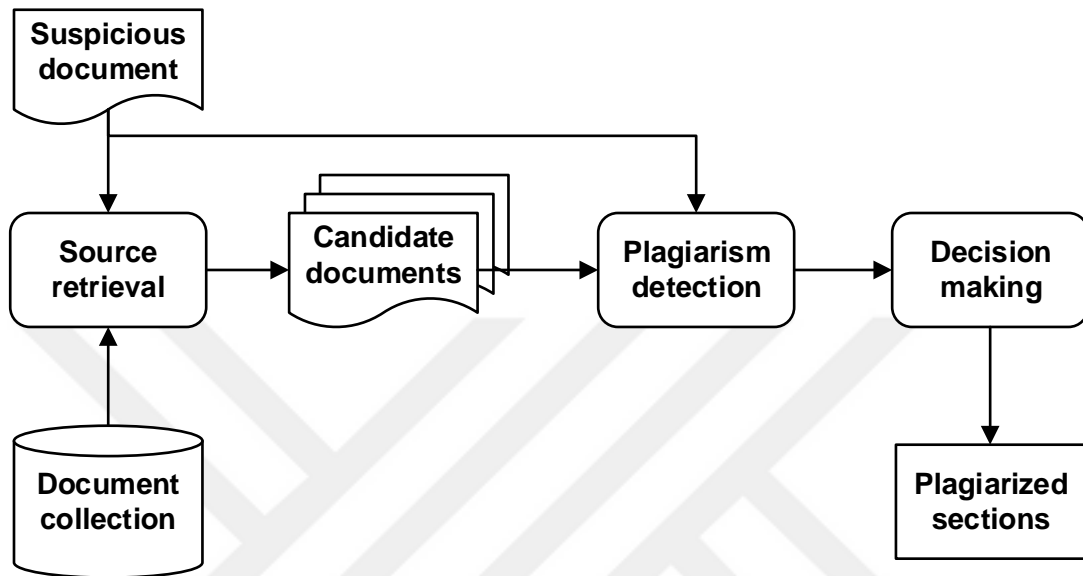 Suspicious
document
Source
retrieval
Candidate
documents
Plagiarism
detection
Decision
making
Document
collection
Plagiarized
sections